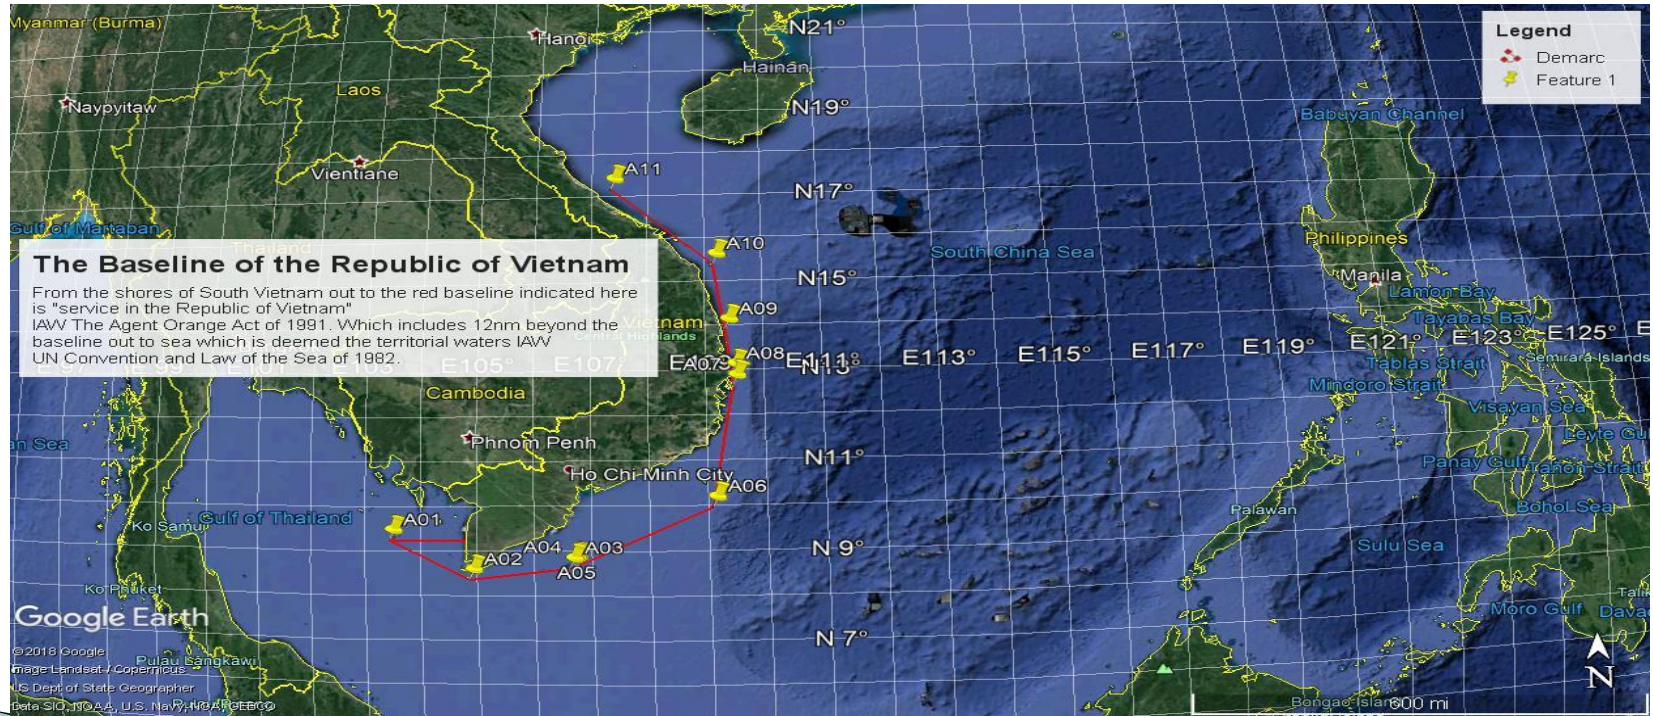 Myanmar (Burma)
Hanoi
N21°
Hainan
Laos
Naypyitaw
N19°
Vientiane
A11
N17°
Legend
Demarc
Feature 1
Babuyan Channel
Gulf of Martaban
Thailand
A10
South China Sea
Philippines
Manila
Lamon Bay
Tayabas Bay
The Baseline of the Republic of Vietnam
From the shores of South Vietnam out to the red baseline indicated here
is "service in the Republic of Vietnam"
IAW The Agent Orange Act of 1991. Which includes 12nm beyond the
baseline out to sea which is deemed the territorial waters IAW
UN Convention and Law of the Sea of 1982.
N15°
A09
Vietnam
Central Highlands
A08
A07
E97° E99° E101° E103° E105° E107° E111° E113° E115° E117° E119° E121° E123° E125° E
N13°
Semirara Islands
Tablas Strait
Mindoro Strait
Cambodia
Visayan Sea
an Sea
Phnom Penh
Leyte Gu
N11°
Panay Gulf
Tanon Strait
Ho Chi-Minh City
A06
Palawan
Bohol Sea
Ko Samui
Gulf of Thailand
A01
A02
A04
A03
A05
N 9°
Sulu Sea
Ko Phuket
Google Earth
N 7°
Moro Gulf
Dava
©2018 Google
Image Landsat / Copernicus
US Dept of State Geographer
Data SIO, NOAA, U.S. Navy, NGA, GEBCO
Pulau Langkawi
N
600 mi